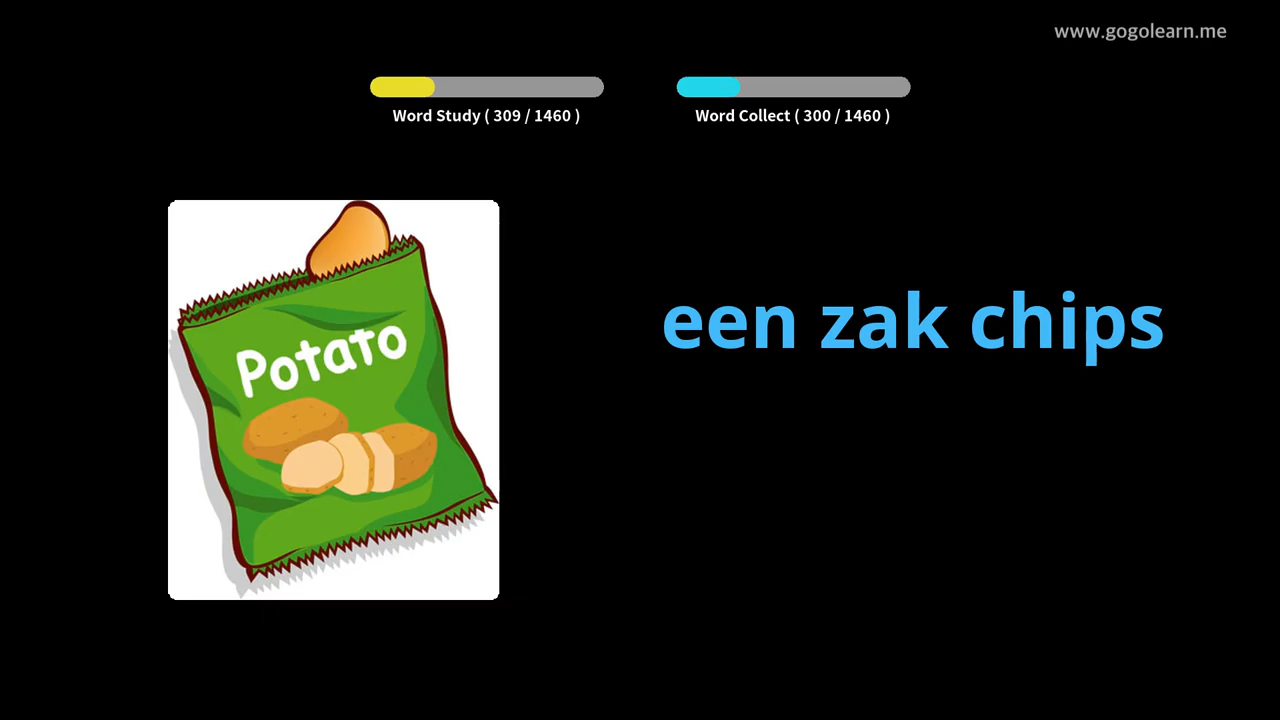 www.gogolearn.me
Word Study ( 309 / 1460 )
Word Collect ( 300 / 1460 )
Potato
een zak chips